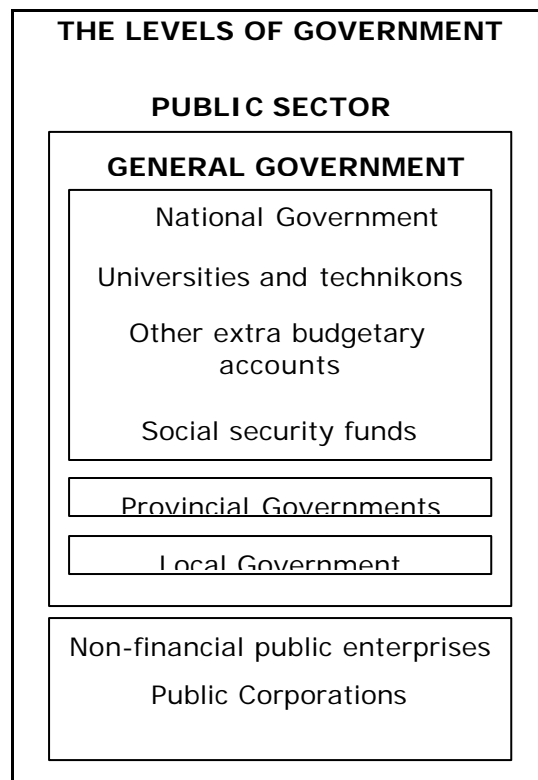 THE LEVELS OF GOVERNMENT
PUBLIC SECTOR
GENERAL GOVERNMENT
National Government
Universities and technikons
Other extra budgetary
accounts
Social security funds
Provincial Governments
Local Government
Non-financial public enterprises
Public Corporations